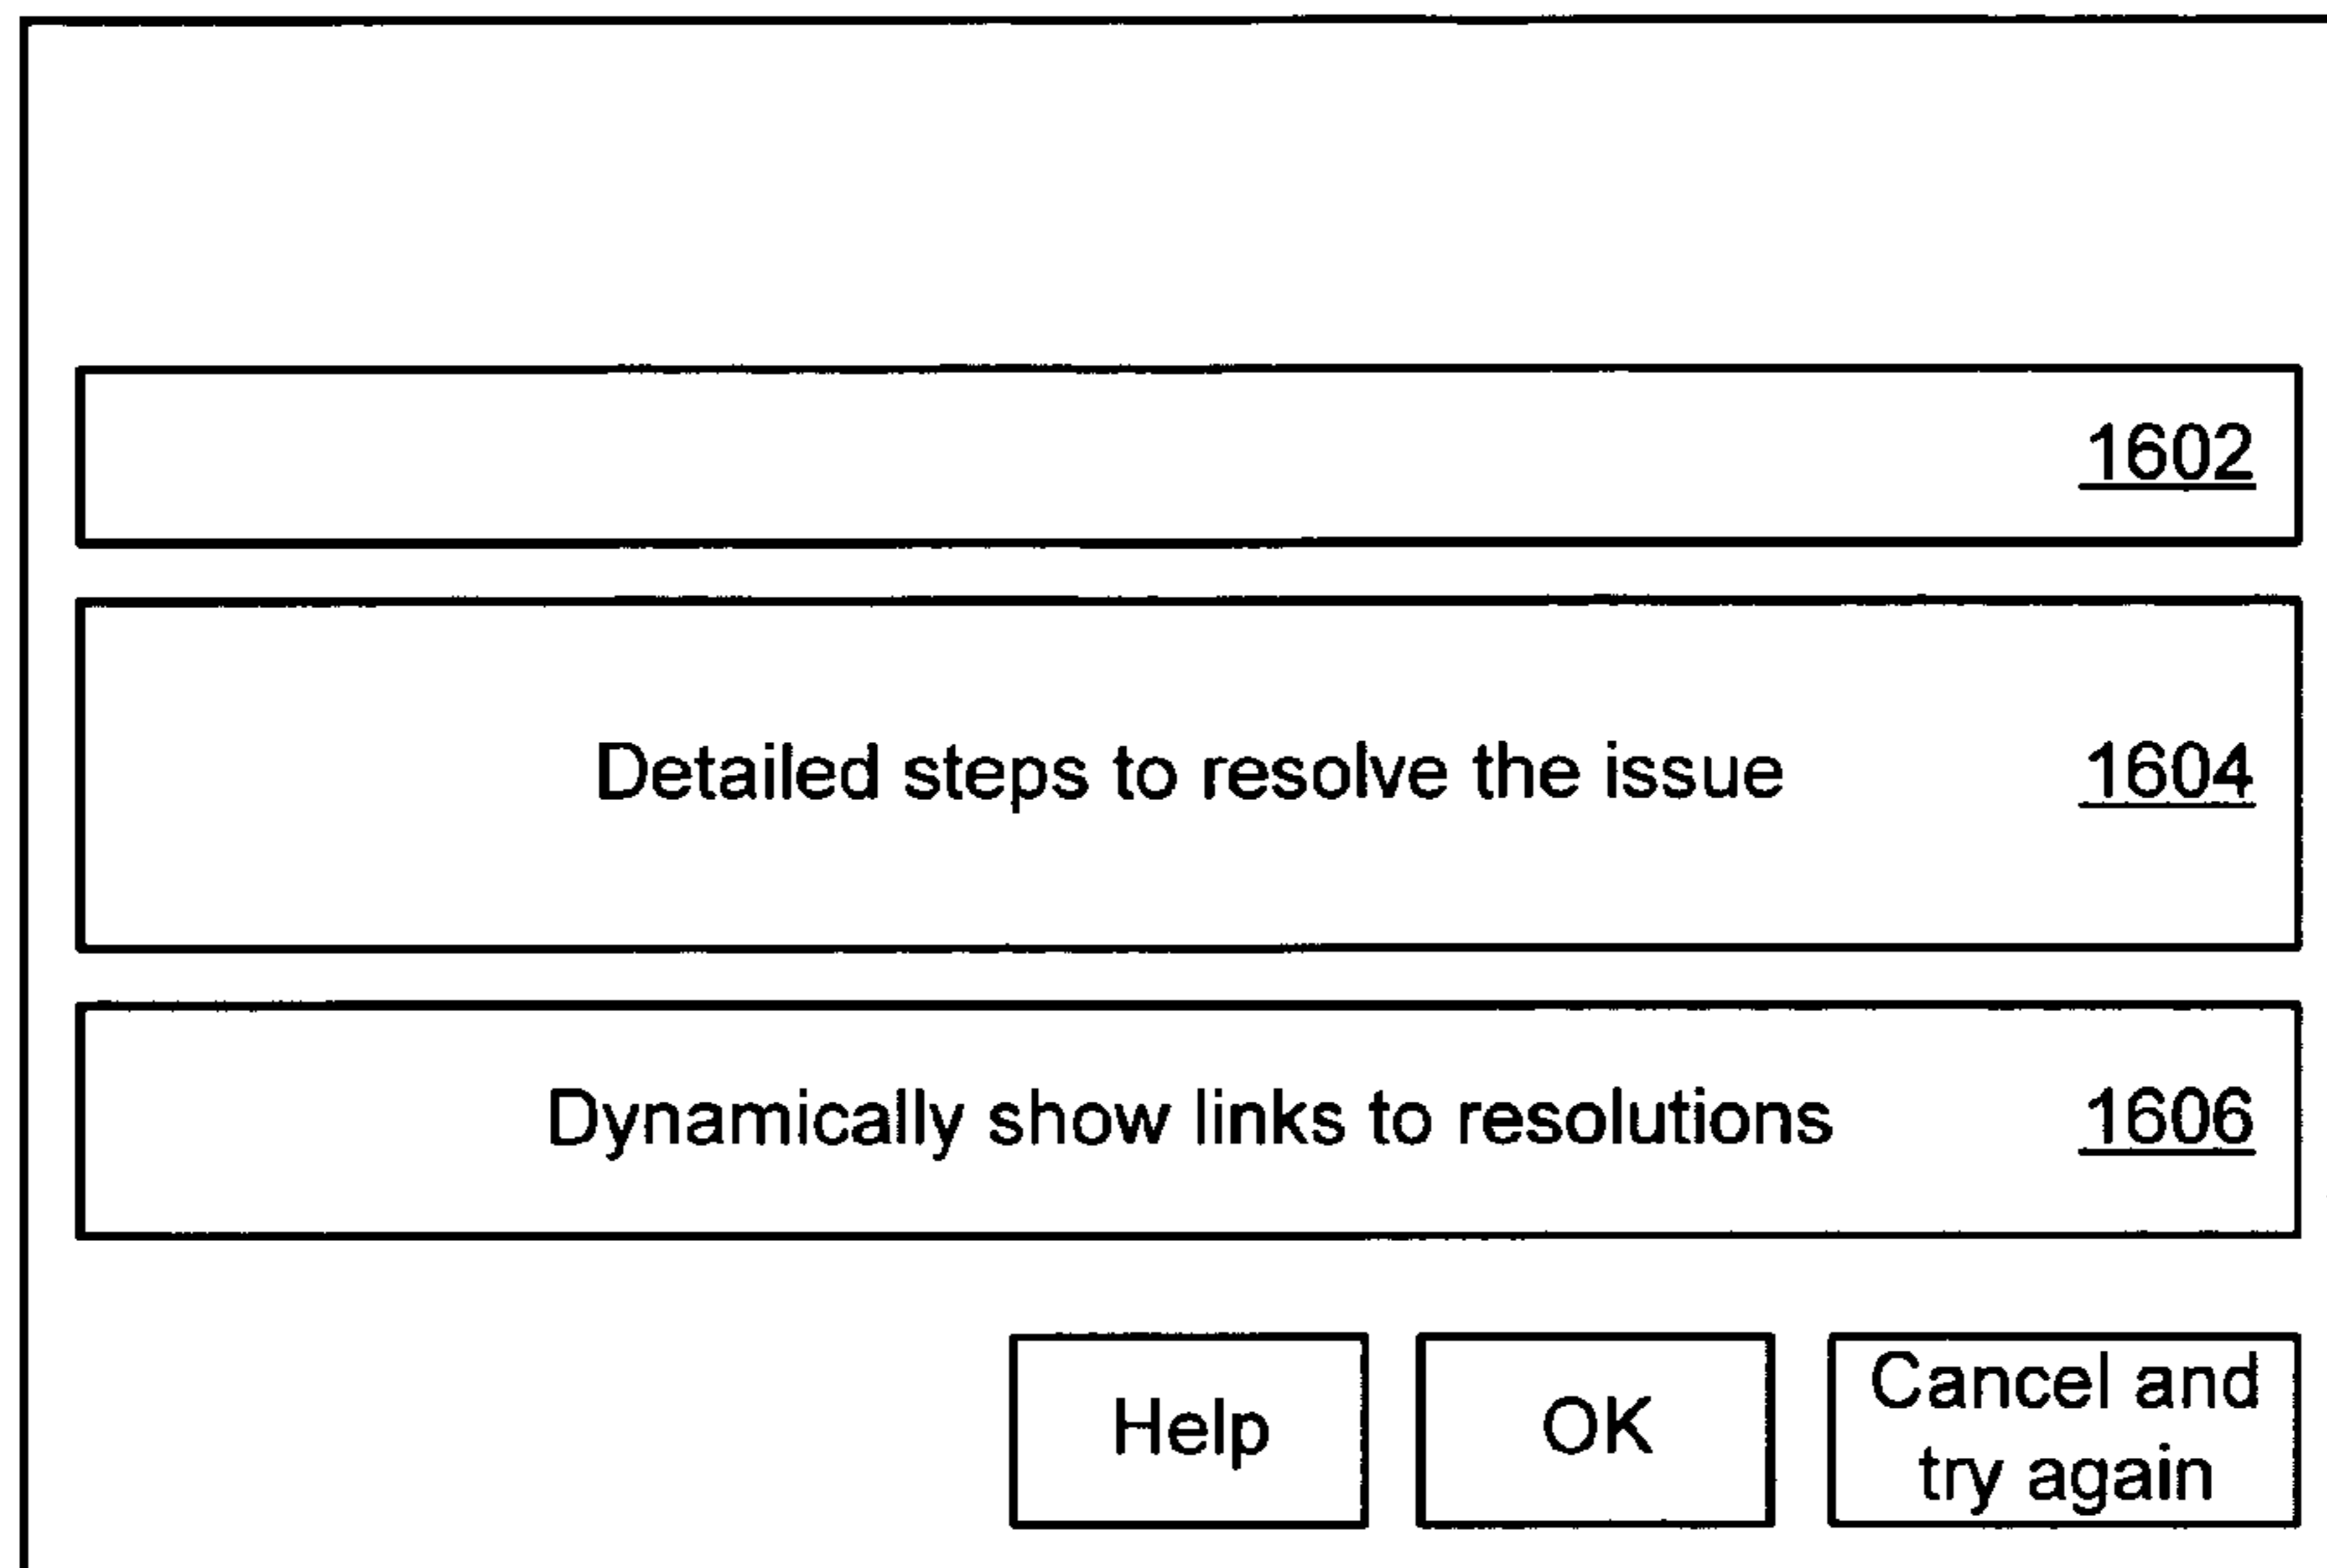 1602
Detailed steps to resolve the issue 1604
Dynamically show links to resolutions 1606
Help OK Cancel and
try again